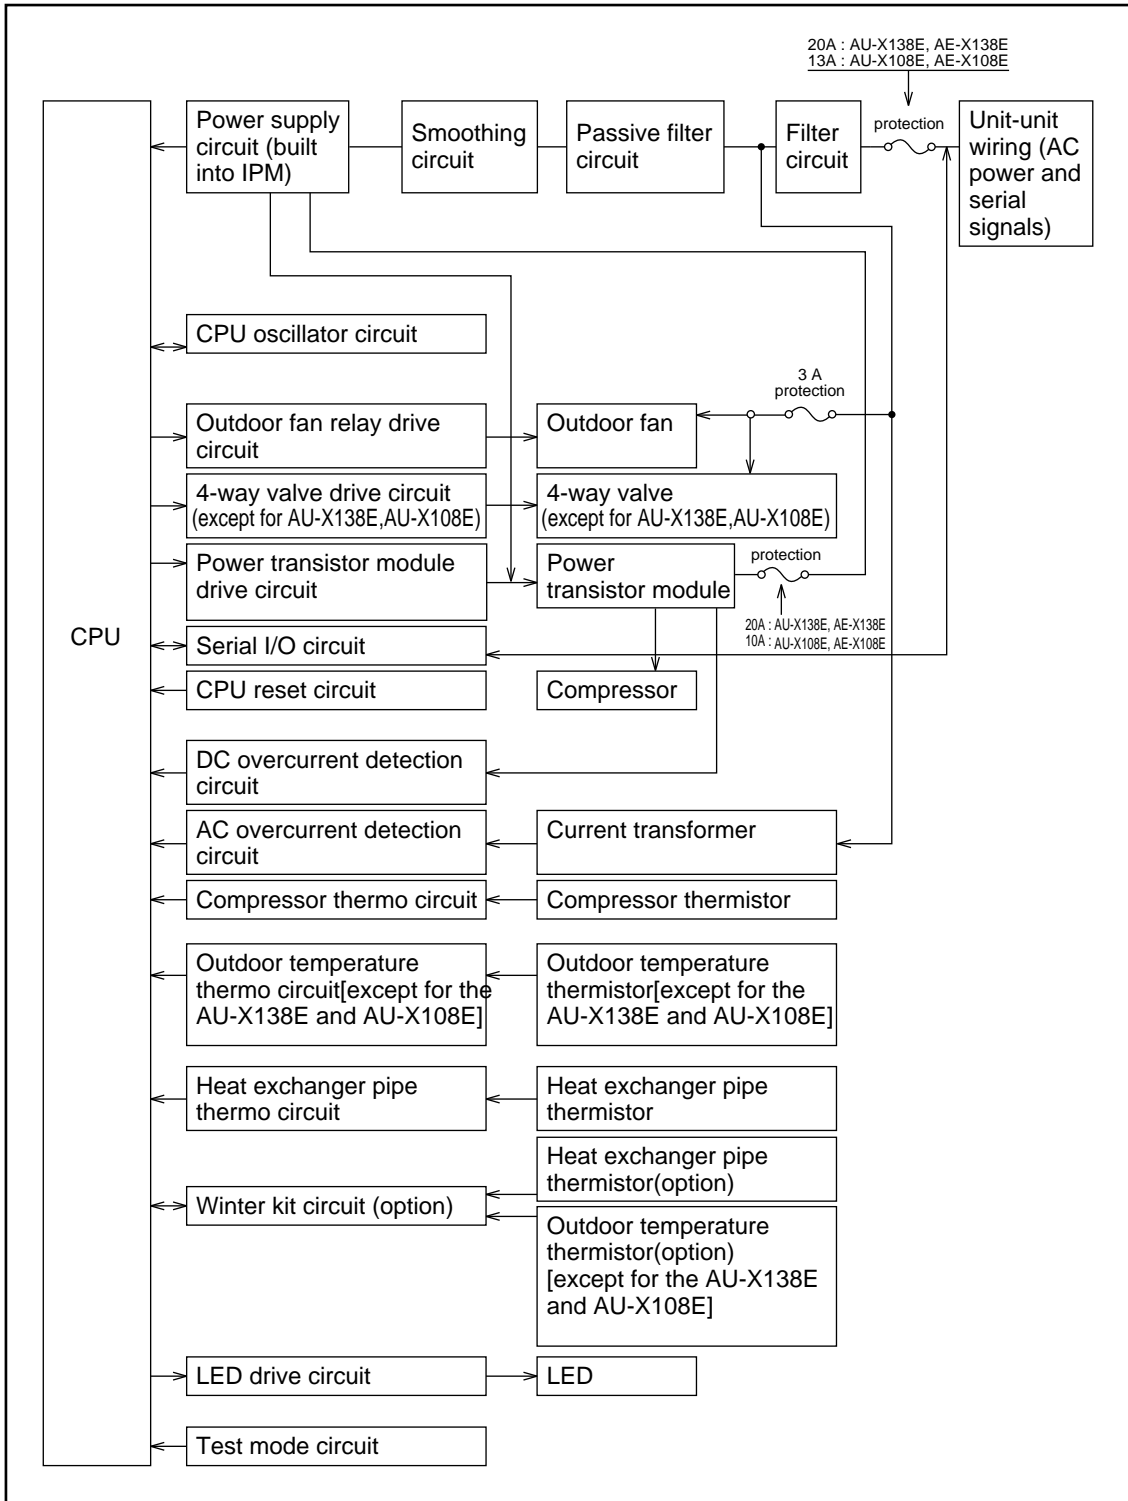 20A : AU-X138E, AE-X138E
13A : AU-X108E, AE-X108E
Power supply
circuit (built
into IPM)
Smoothing
circuit
Passive filter
circuit
Filter
circuit
protection
Unit-unit
wiring (AC
power and
serial
signals)
CPU oscillator circuit
3 A
protection
Outdoor fan relay drive
circuit
Outdoor fan
4-way valve drive circuit
(except for AU-X138E,AU-X108E)
4-way valve
(except for AU-X138E,AU-X108E)
Power transistor module
drive circuit
Power
transistor module
protection
20A : AU-X138E, AE-X138E
10A : AU-X108E, AE-X108E
CPU
Serial I/O circuit
CPU reset circuit
Compressor
DC overcurrent detection
circuit
AC overcurrent detection
circuit
Current transformer
Compressor thermo circuit
Compressor thermistor
Outdoor temperature
thermo circuit[except for the
AU-X138E and AU-X108E]
Outdoor temperature
thermistor[except for the
AU-X138E and AU-X108E]
Heat exchanger pipe
thermo circuit
Heat exchanger pipe
thermistor
Heat exchanger pipe
thermistor(option)
Winter kit circuit (option)
Outdoor temperature
thermistor(option)
[except for the AU-X138E
and AU-X108E]
LED drive circuit
LED
Test mode circuit